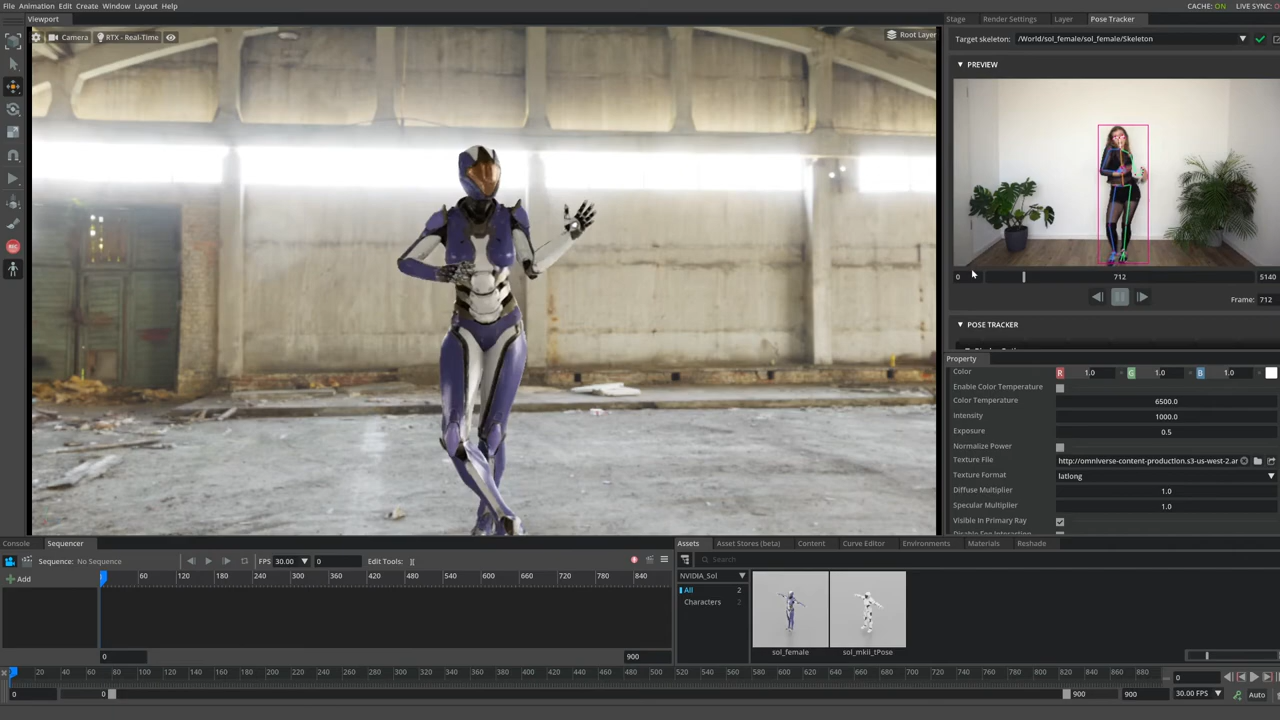 File Animation Edit Create Window Layout Help
CACHE: ON LIVE SYNC:
Viewport
Stage Render Settings Layer Pose Tracker
Camera RTX - Real-Time
Root Layer
Target skeleton: /World/sol_female/sol_female/Skeleton
PREVIEW
0 712 5140
Frame: 712
POSE TRACKER
Property
Color R 1.0 G 1.0 B 1.0
Enable Color Temperature
Color Temperature 6500.0
Intensity 1000.0
Exposure 0.5
Normalize Power
Texture File http://omniverse-content-production.s3-us-west-2.ar
Texture Format latlong
Diffuse Multiplier 1.0
Specular Multiplier 1.0
Visible In Primary Ray
Console Sequencer
Sequence: No Sequence FPS 30.00 0 Edit Tools:
Add
60 120 180 240 300 360 420 480 540 600 660 720 780 840
0 900
Assets Asset Stores (beta) Content Curve Editor Environments Materials Reshade
Search
NVIDIA_Sol
All 2
Characters 2
sol_female sol_mkII_tPose
20 40 60 80 100 120 140 160 180 200 220 240 260 280 300 320 340 360 380 400 420 440 460 480 500 520 540 560 580 600 620 640 660 680 700 720 740 760 780 800 820 840 860 880
0
0 0 900 900 30.00 FPS Auto